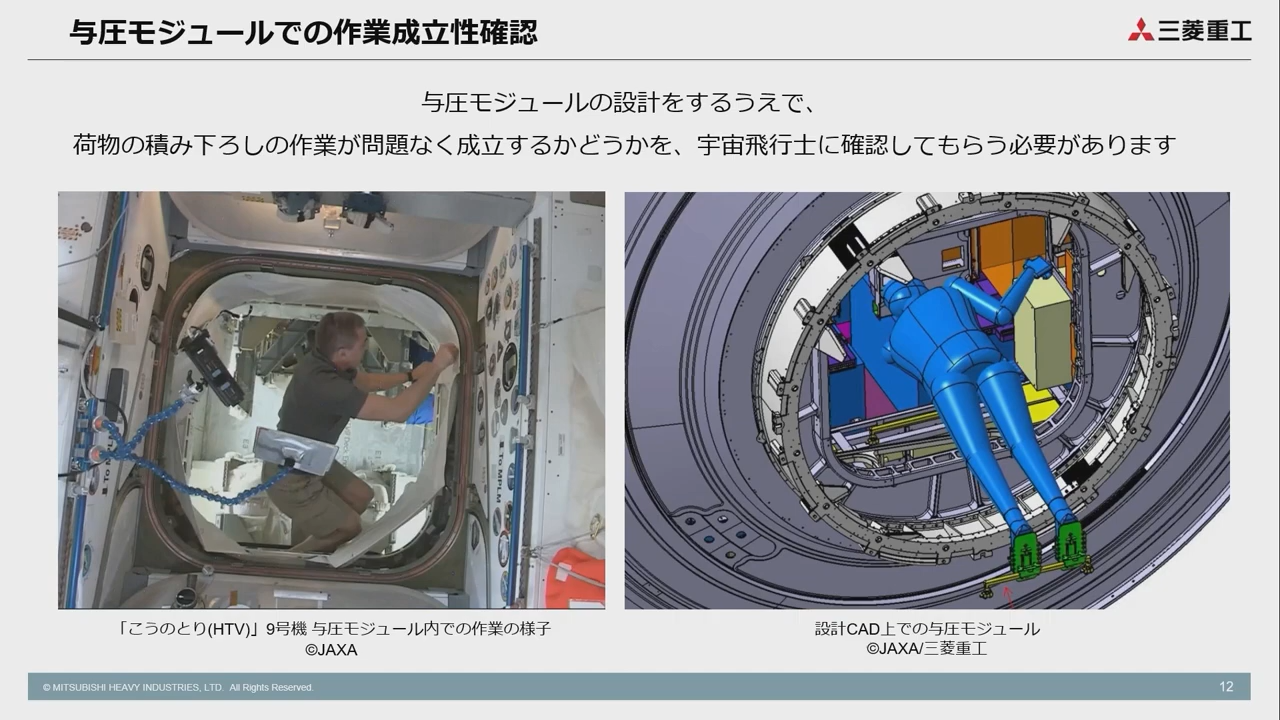 与圧モジュールでの作業成立性確認
三菱重工
与圧モジュールの設計をするうえで、
荷物の積み下ろしの作業が問題なく成立するかどうかを、宇宙飛行士に確認してもらう必要があります
To MPLM
「こうのとり(HTV)」9号機 与圧モジュール内での作業の様子
©JAXA
設計CAD上での与圧モジュール
©JAXA/三菱重工
© MITSUBISHI HEAVY INDUSTRIES, LTD. All Rights Reserved.
12